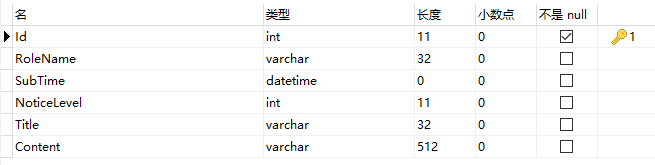 名 类型 长度 小数点 不是 null
Id int 11 0 1
RoleName varchar 32 0
SubTime datetime 0 0
NoticeLevel int 11 0
Title varchar 32 0
Content varchar 512 0